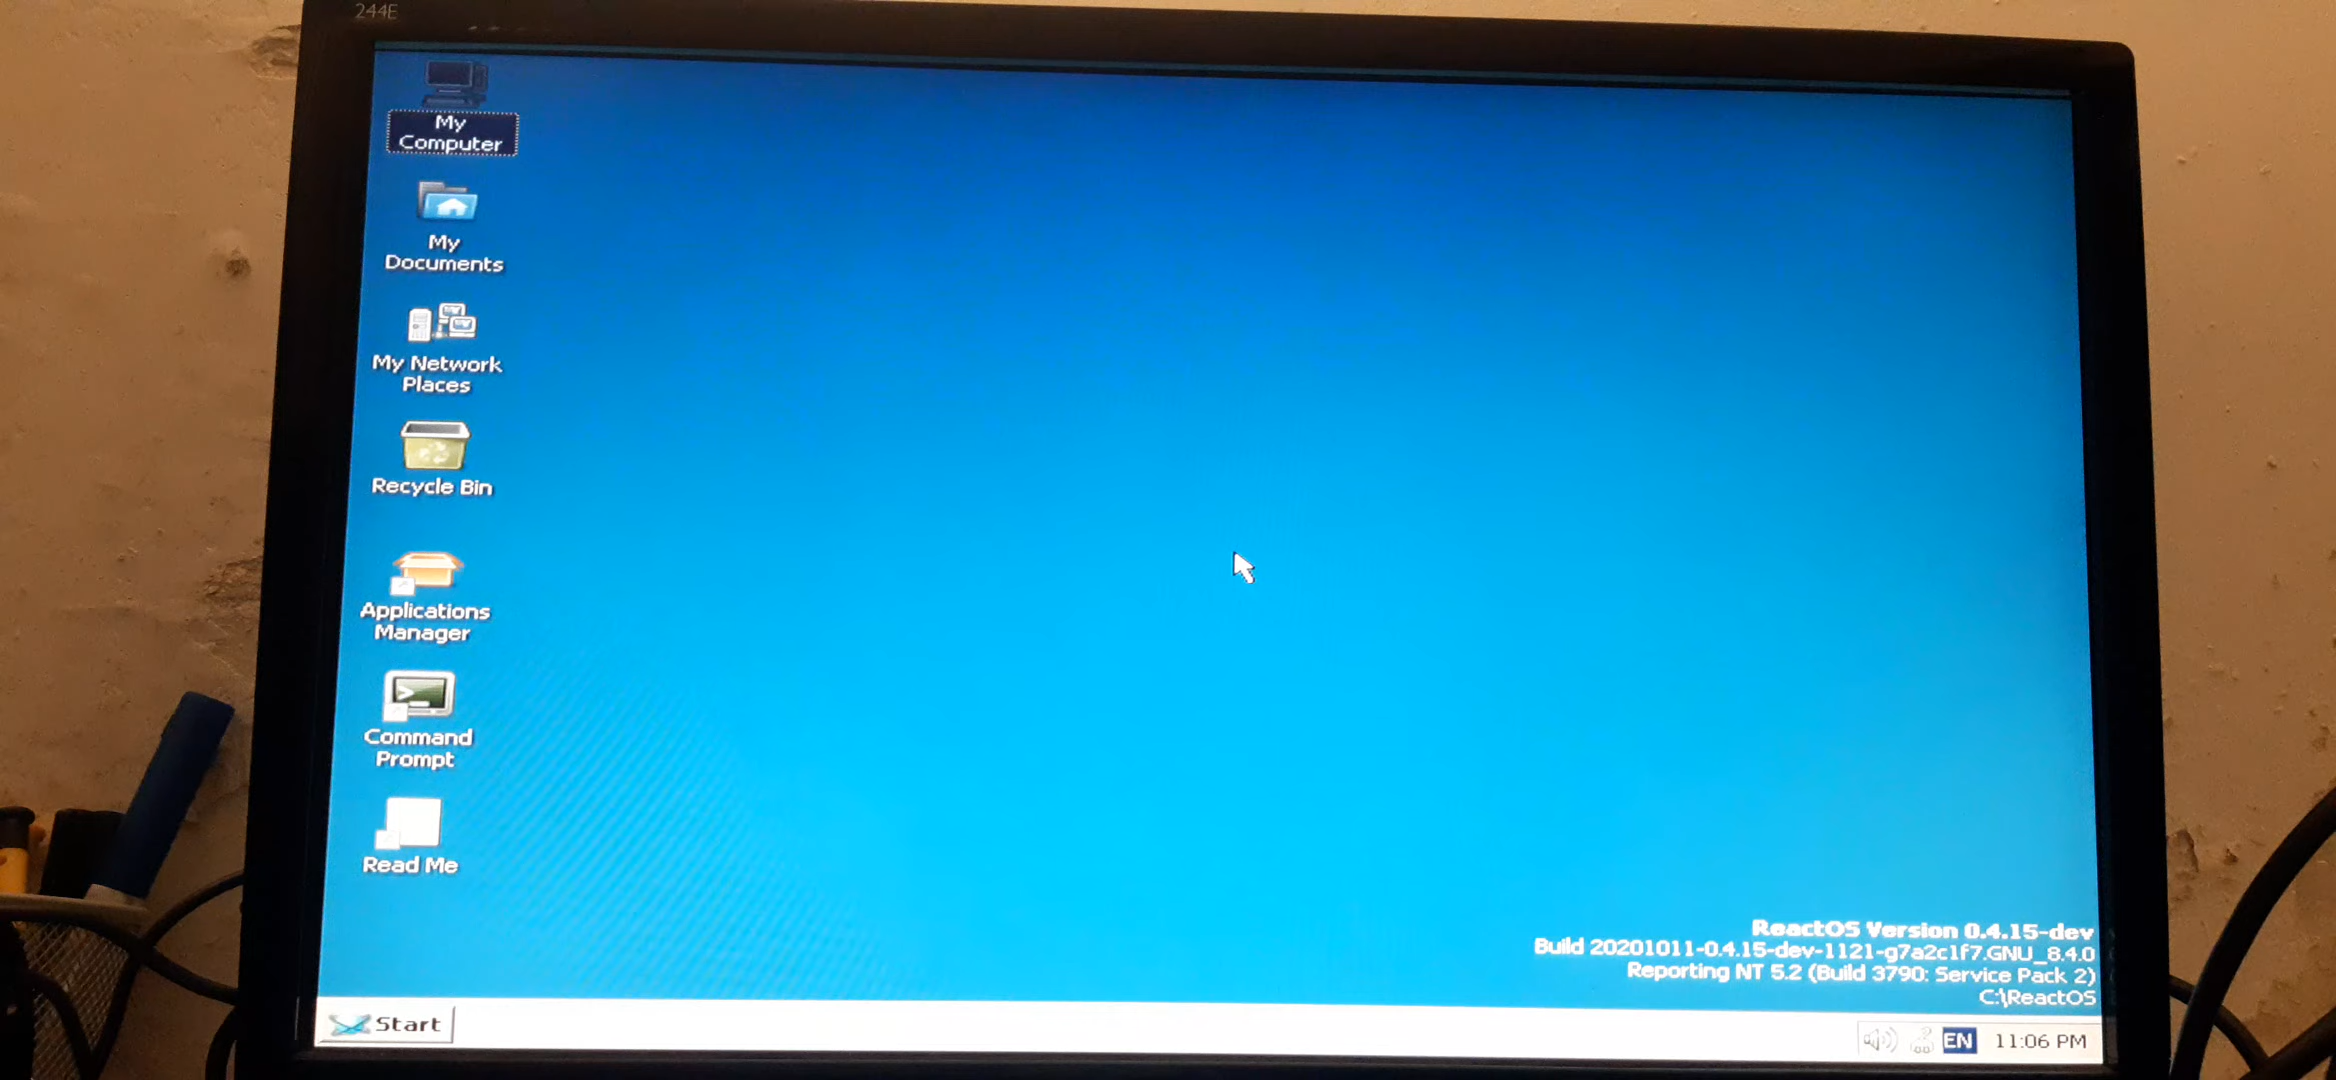 244E
My
Computer
My
Documents
My Network
Places
Recycle Bin
Applications
Manager
Command
Prompt
Read Me
ReactOS Version 0.4.15-dev
Build 20201011-0.4.15-dev-1121-g7a2c1f7.GNU_8.4.0
Reporting NT 5.2 (Build 3790: Service Pack 2)
C:\ReactOS
Start
EN
11:06 PM